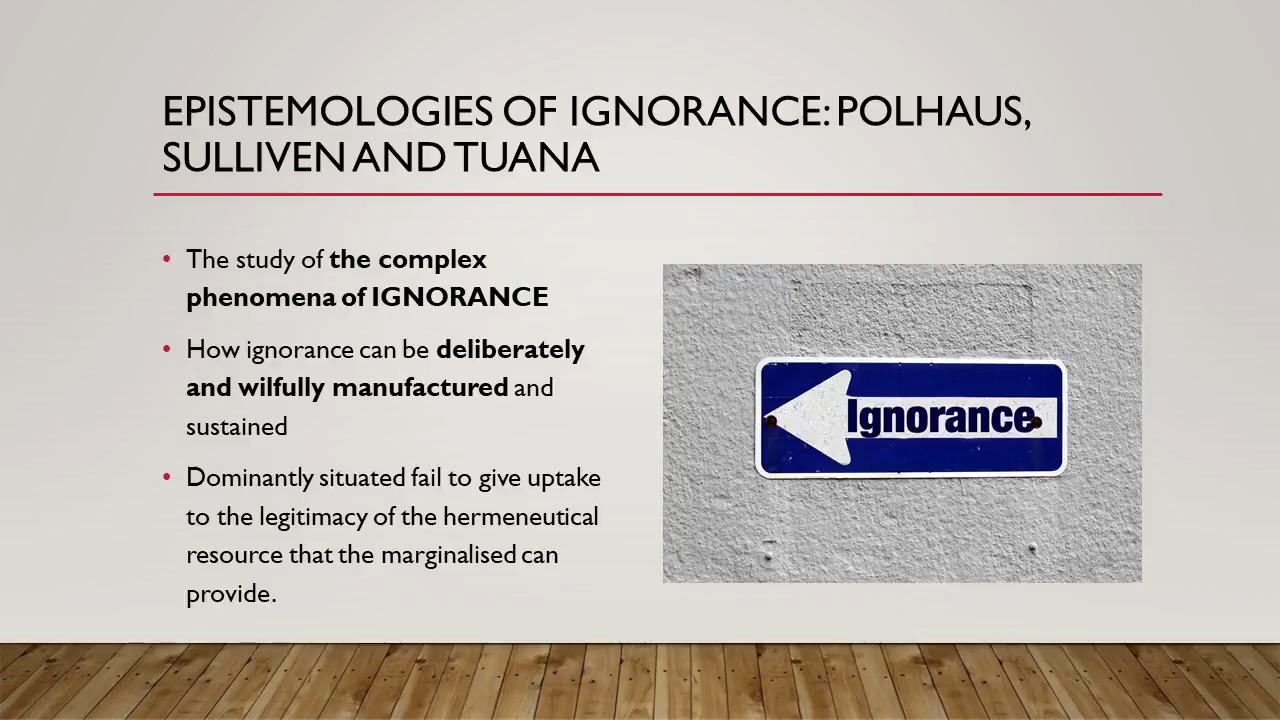 EPISTEMOLOGIES OF IGNORANCE: POLHAUS,
SULLIVEN AND TUANA
• The study of the complex
phenomena of IGNORANCE
• How ignorance can be deliberately
and wilfully manufactured and
sustained
• Dominantly situated fail to give uptake
to the legitimacy of the hermeneutical
resource that the marginalised can
provide.
Ignorance